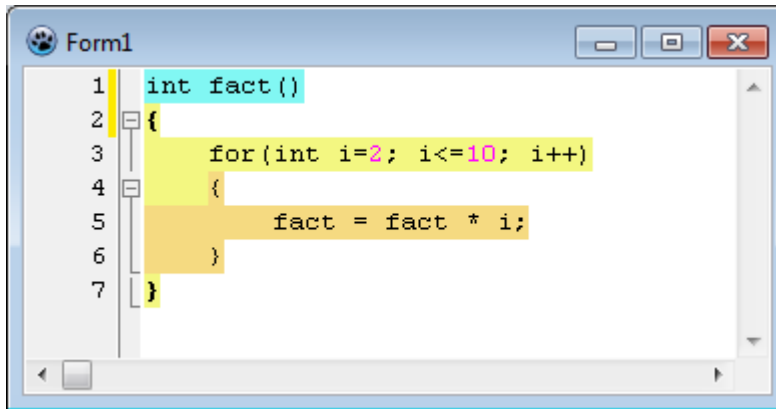 Form1
1 int fact()
2 {
3 for(int i=2; i<=10; i++)
4 {
5 fact = fact * i;
6 }
7 }